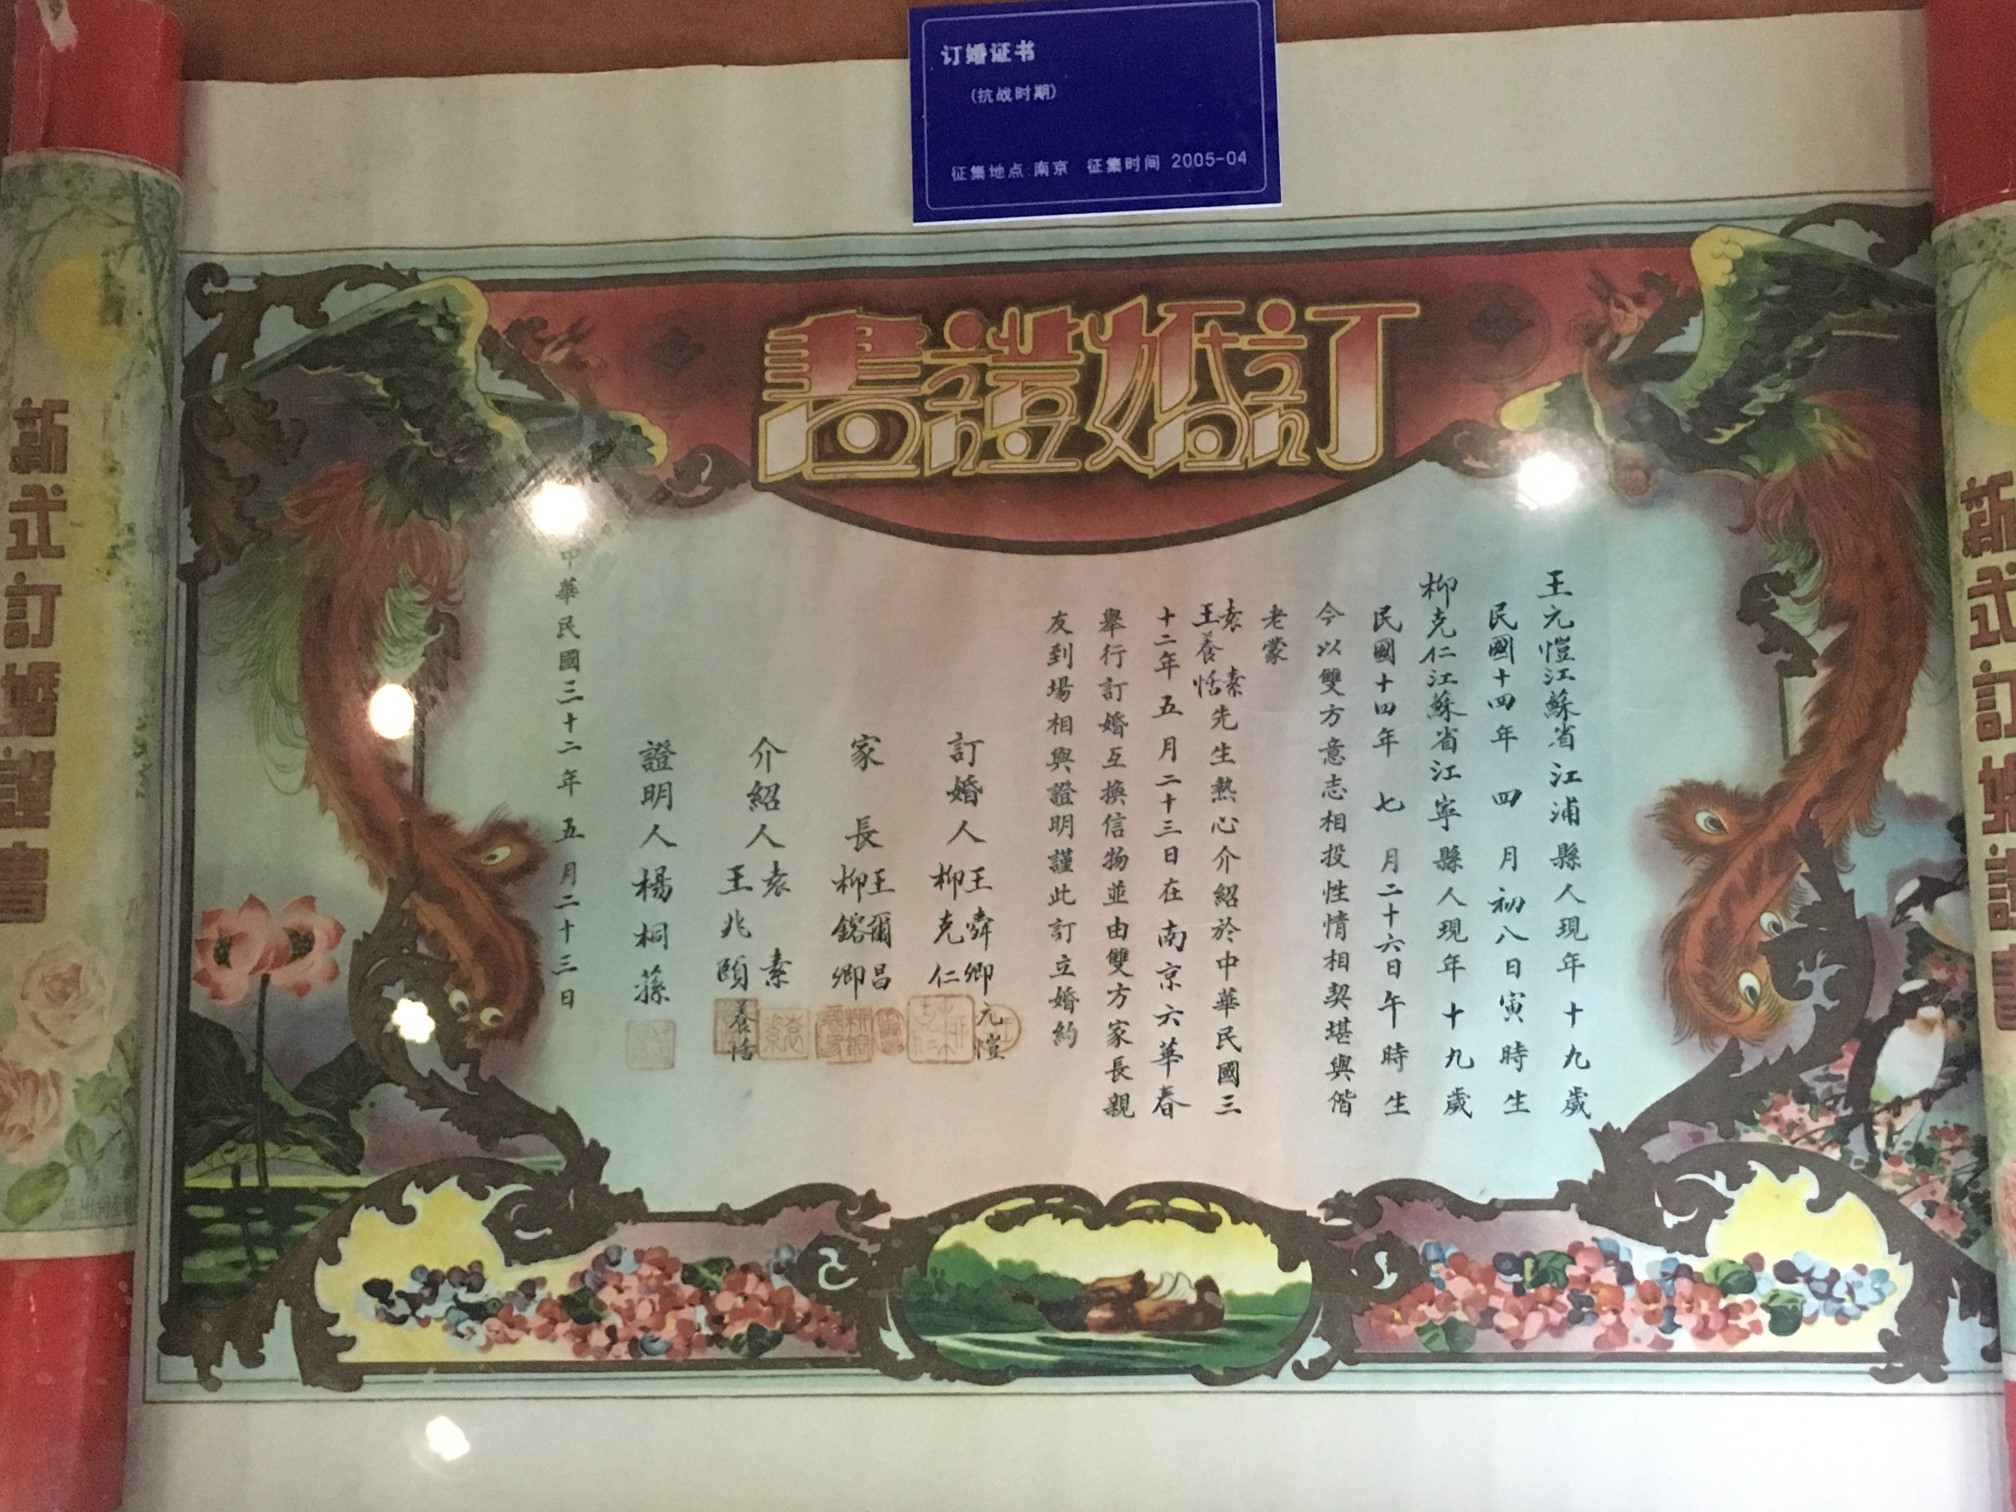 订婚证书
(抗战时期)
征集地点:南京 征集时间 2005-04
訂婚證書
王元愷江蘇省江浦縣人現年十九歲
民國十四年四月初八日寅時生
柳克仁江蘇省江寧縣人現年十九歲
民國十四年七月二十六日午時生
今以雙方意志相投性情相契堪與偕
老蒙
袁素
王養恬先生熱心介紹於中華民國三
十二年五月二十三日在南京六華春
舉行訂婚互換信物並由雙方家長親
友到場相與證明謹此訂立婚約
訂婚人
王舜卿元愷
柳克仁
家長
王爾昌
柳鎔卿
介紹人
袁素
王兆頤養恬
證明人楊桐蓀
中華民國三十二年五月二十三日
新式訂婚證書
新式訂婚證書